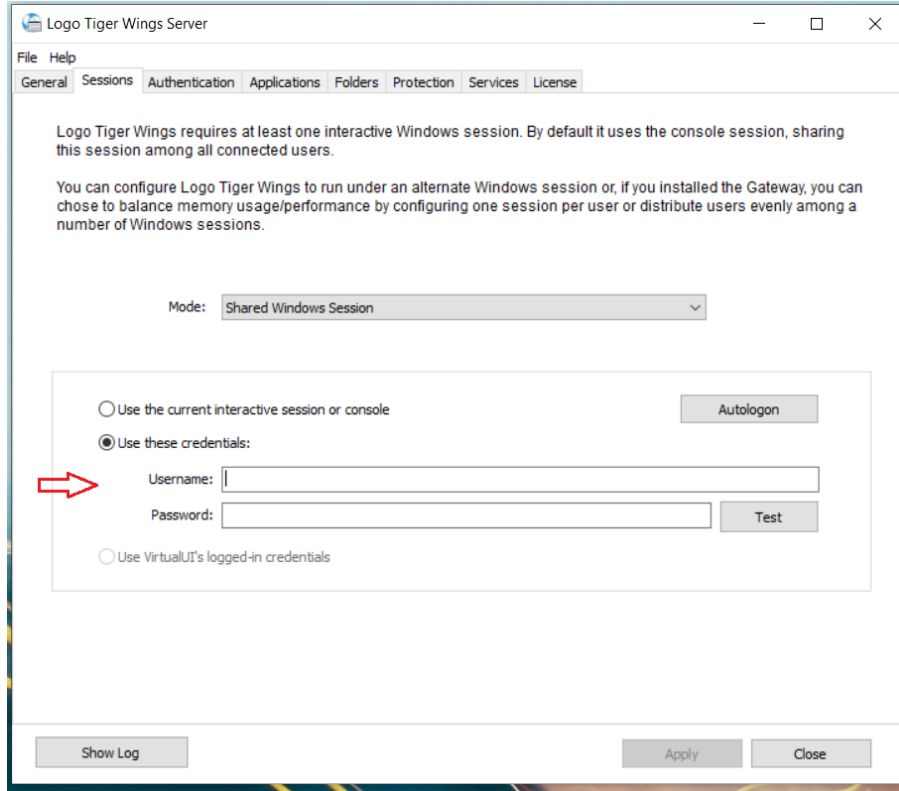 Logo Tiger Wings Server
File Help
General Sessions Authentication Applications Folders Protection Services License
Logo Tiger Wings requires at least one interactive Windows session. By default it uses the console session, sharing
this session among all connected users.
You can configure Logo Tiger Wings to run under an alternate Windows session or, if you installed the Gateway, you can
chose to balance memory usage/performance by configuring one session per user or distribute users evenly among a
number of Windows sessions.
Mode: Shared Windows Session
Use the current interactive session or console Autologon
Use these credentials:
Username:
Password: Test
Use VirtualUI's logged-in credentials
Show Log Apply Close